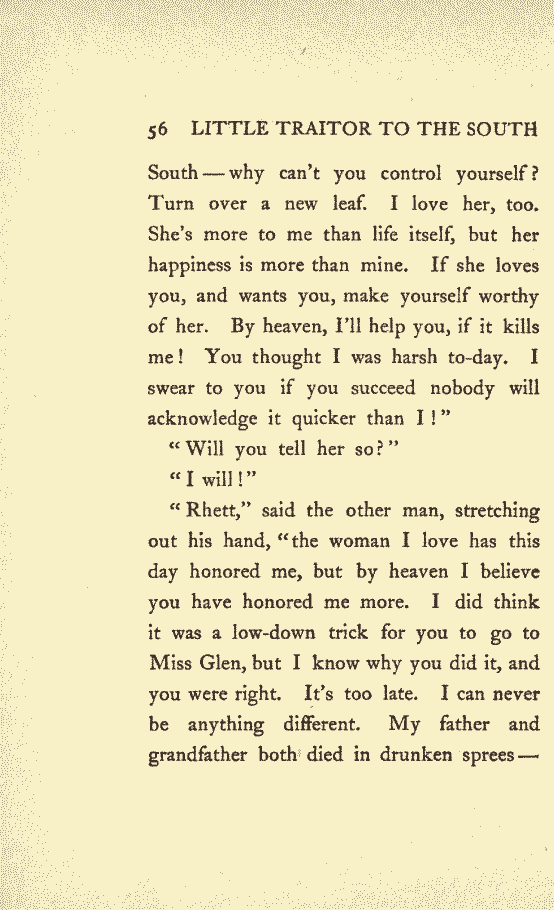 56 LITTLE TRAITOR TO THE SOUTH
South — why can't you control yourself?
Turn over a new leaf. I love her, too.
She's more to me than life itself, but her
happiness is more than mine. If she loves
you, and wants you, make yourself worthy
of her. By heaven, I'll help you, if it kills
me! You thought I was harsh to-day. I
swear to you if you succeed nobody will
acknowledge it quicker than I!"
"Will you tell her so?"
"I will!"
"Rhett," said the other man, stretching
out his hand, "the woman I love has this
day honored me, but by heaven I believe
you have honored me more. I did think
it was a low-down trick for you to go to
Miss Glen, but I know why you did it, and
you were right. It's too late. I can never
be anything different. My father and
grandfather both died in drunken sprees —